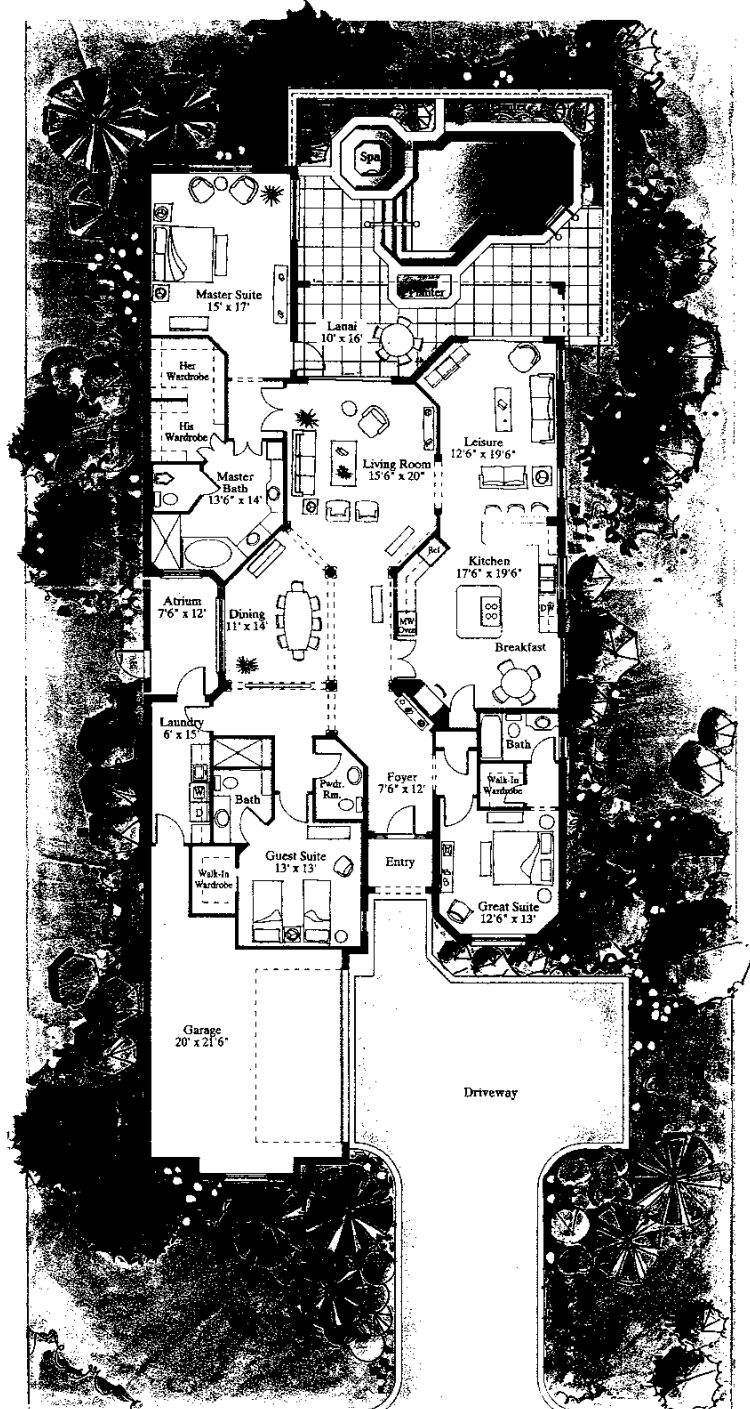 Spa
Planter
Master Suite
15' x 17'
Lanai
10' x 16'
Her
Wardrobe
His
Wardrobe
Leisure
12'6" x 19'6"
Living Room
15'6" x 20"
Master
Bath
13'6" x 14'
Ref
Kitchen
17'6" x 19'6"
Atrium
7'6" x 12'
Dining
11' x 14'
MW
Oven
DW
Breakfast
Laundry
6' x 15'
Bath
Foyer
7'6" x 12'
Pwdr.
Rm.
Walk-In
Wardrobe
W
D
Bath
Guest Suite
13' x 13'
Entry
Walk-In
Wardrobe
Great Suite
12'6" x 13'
Garage
20' x 21'6"
Driveway